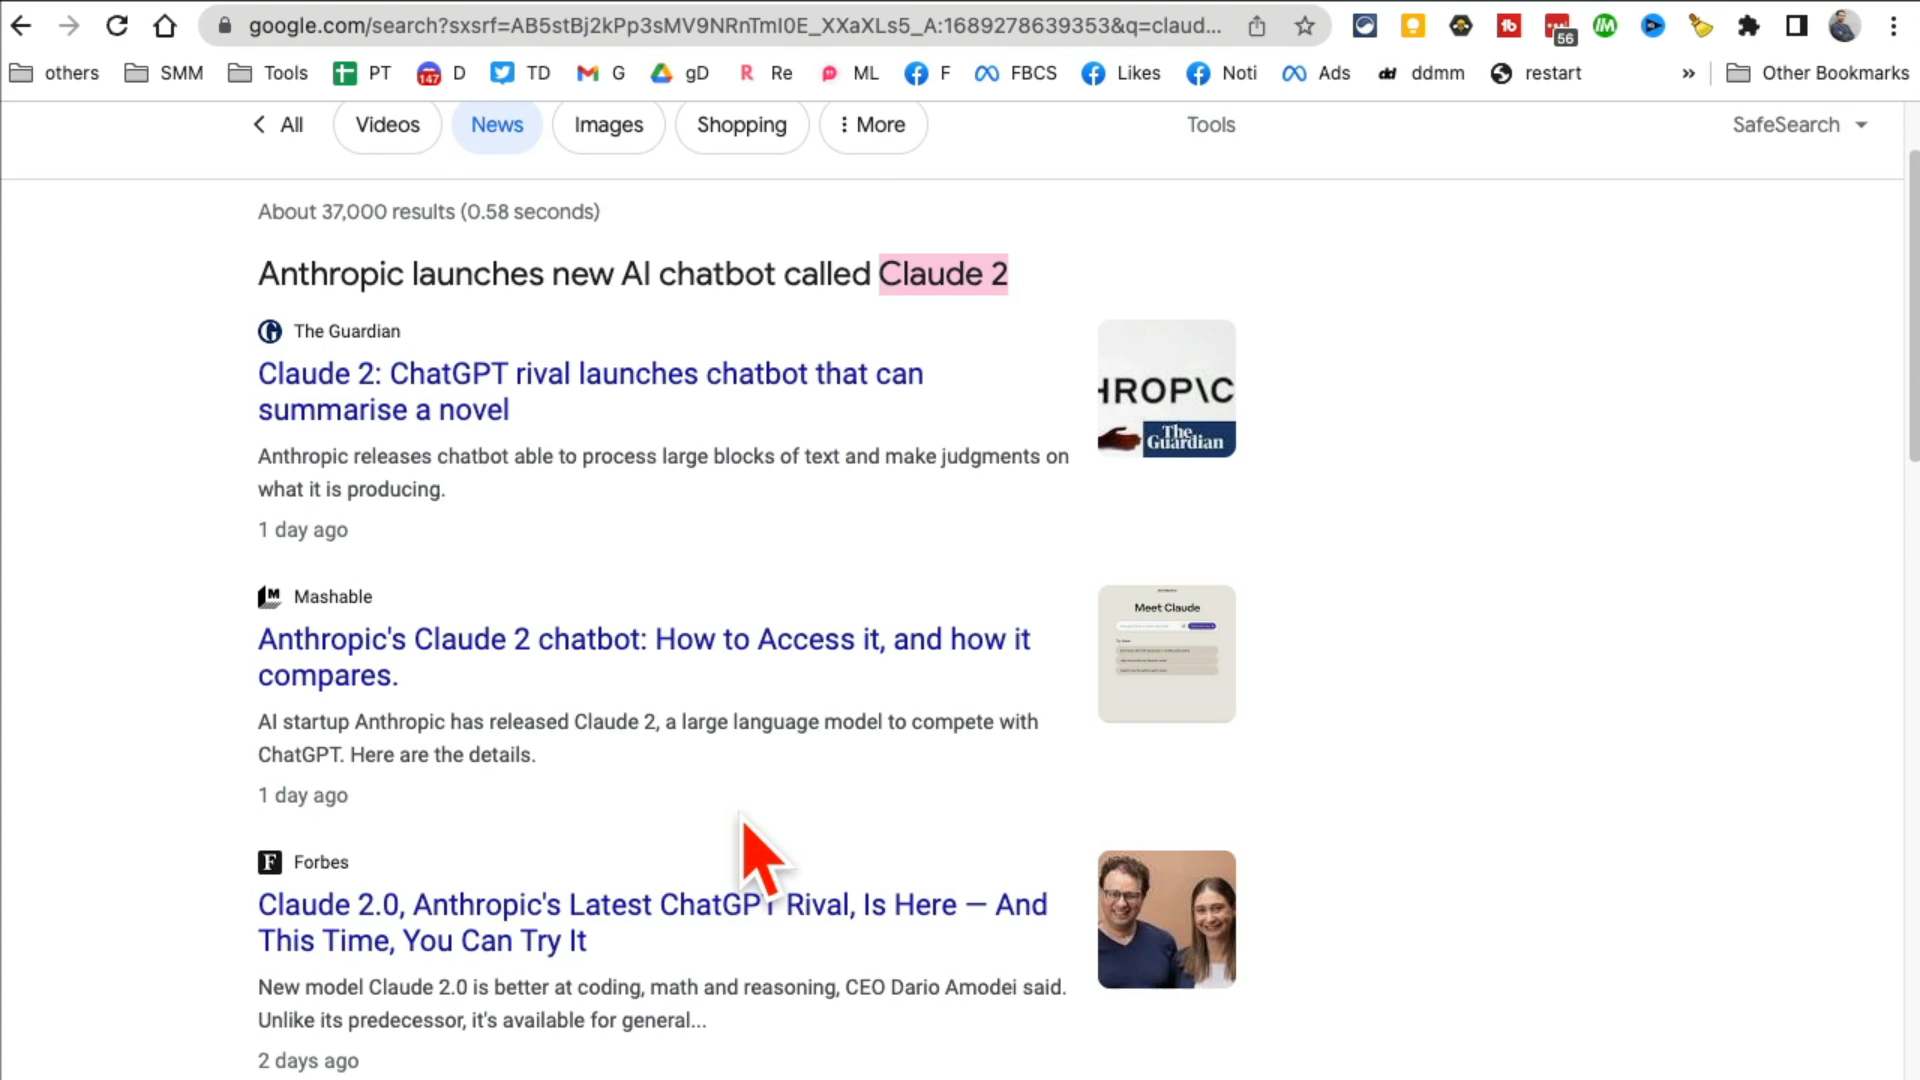 google.com/search?sxsrf=AB5stBj2kPp3sMV9NRnTmI0E_XXaXLs5_A:1689278639353&q=claud...
56
others SMM Tools PT 147 D TD G gD Re ML F FBCS Likes Noti Ads ddmm restart » Other Bookmarks
All Videos News Images Shopping More Tools SafeSearch
About 37,000 results (0.58 seconds)
Anthropic launches new AI chatbot called Claude 2
The Guardian
Claude 2: ChatGPT rival launches chatbot that can
summarise a novel
HROP\C
The
Guardian
Anthropic releases chatbot able to process large blocks of text and make judgments on
what it is producing.
1 day ago
Mashable
Meet Claude
Anthropic's Claude 2 chatbot: How to Access it, and how it
compares.
AI startup Anthropic has released Claude 2, a large language model to compete with
ChatGPT. Here are the details.
1 day ago
Forbes
Claude 2.0, Anthropic's Latest ChatGPT Rival, Is Here — And
This Time, You Can Try It
New model Claude 2.0 is better at coding, math and reasoning, CEO Dario Amodei said.
Unlike its predecessor, it's available for general...
2 days ago